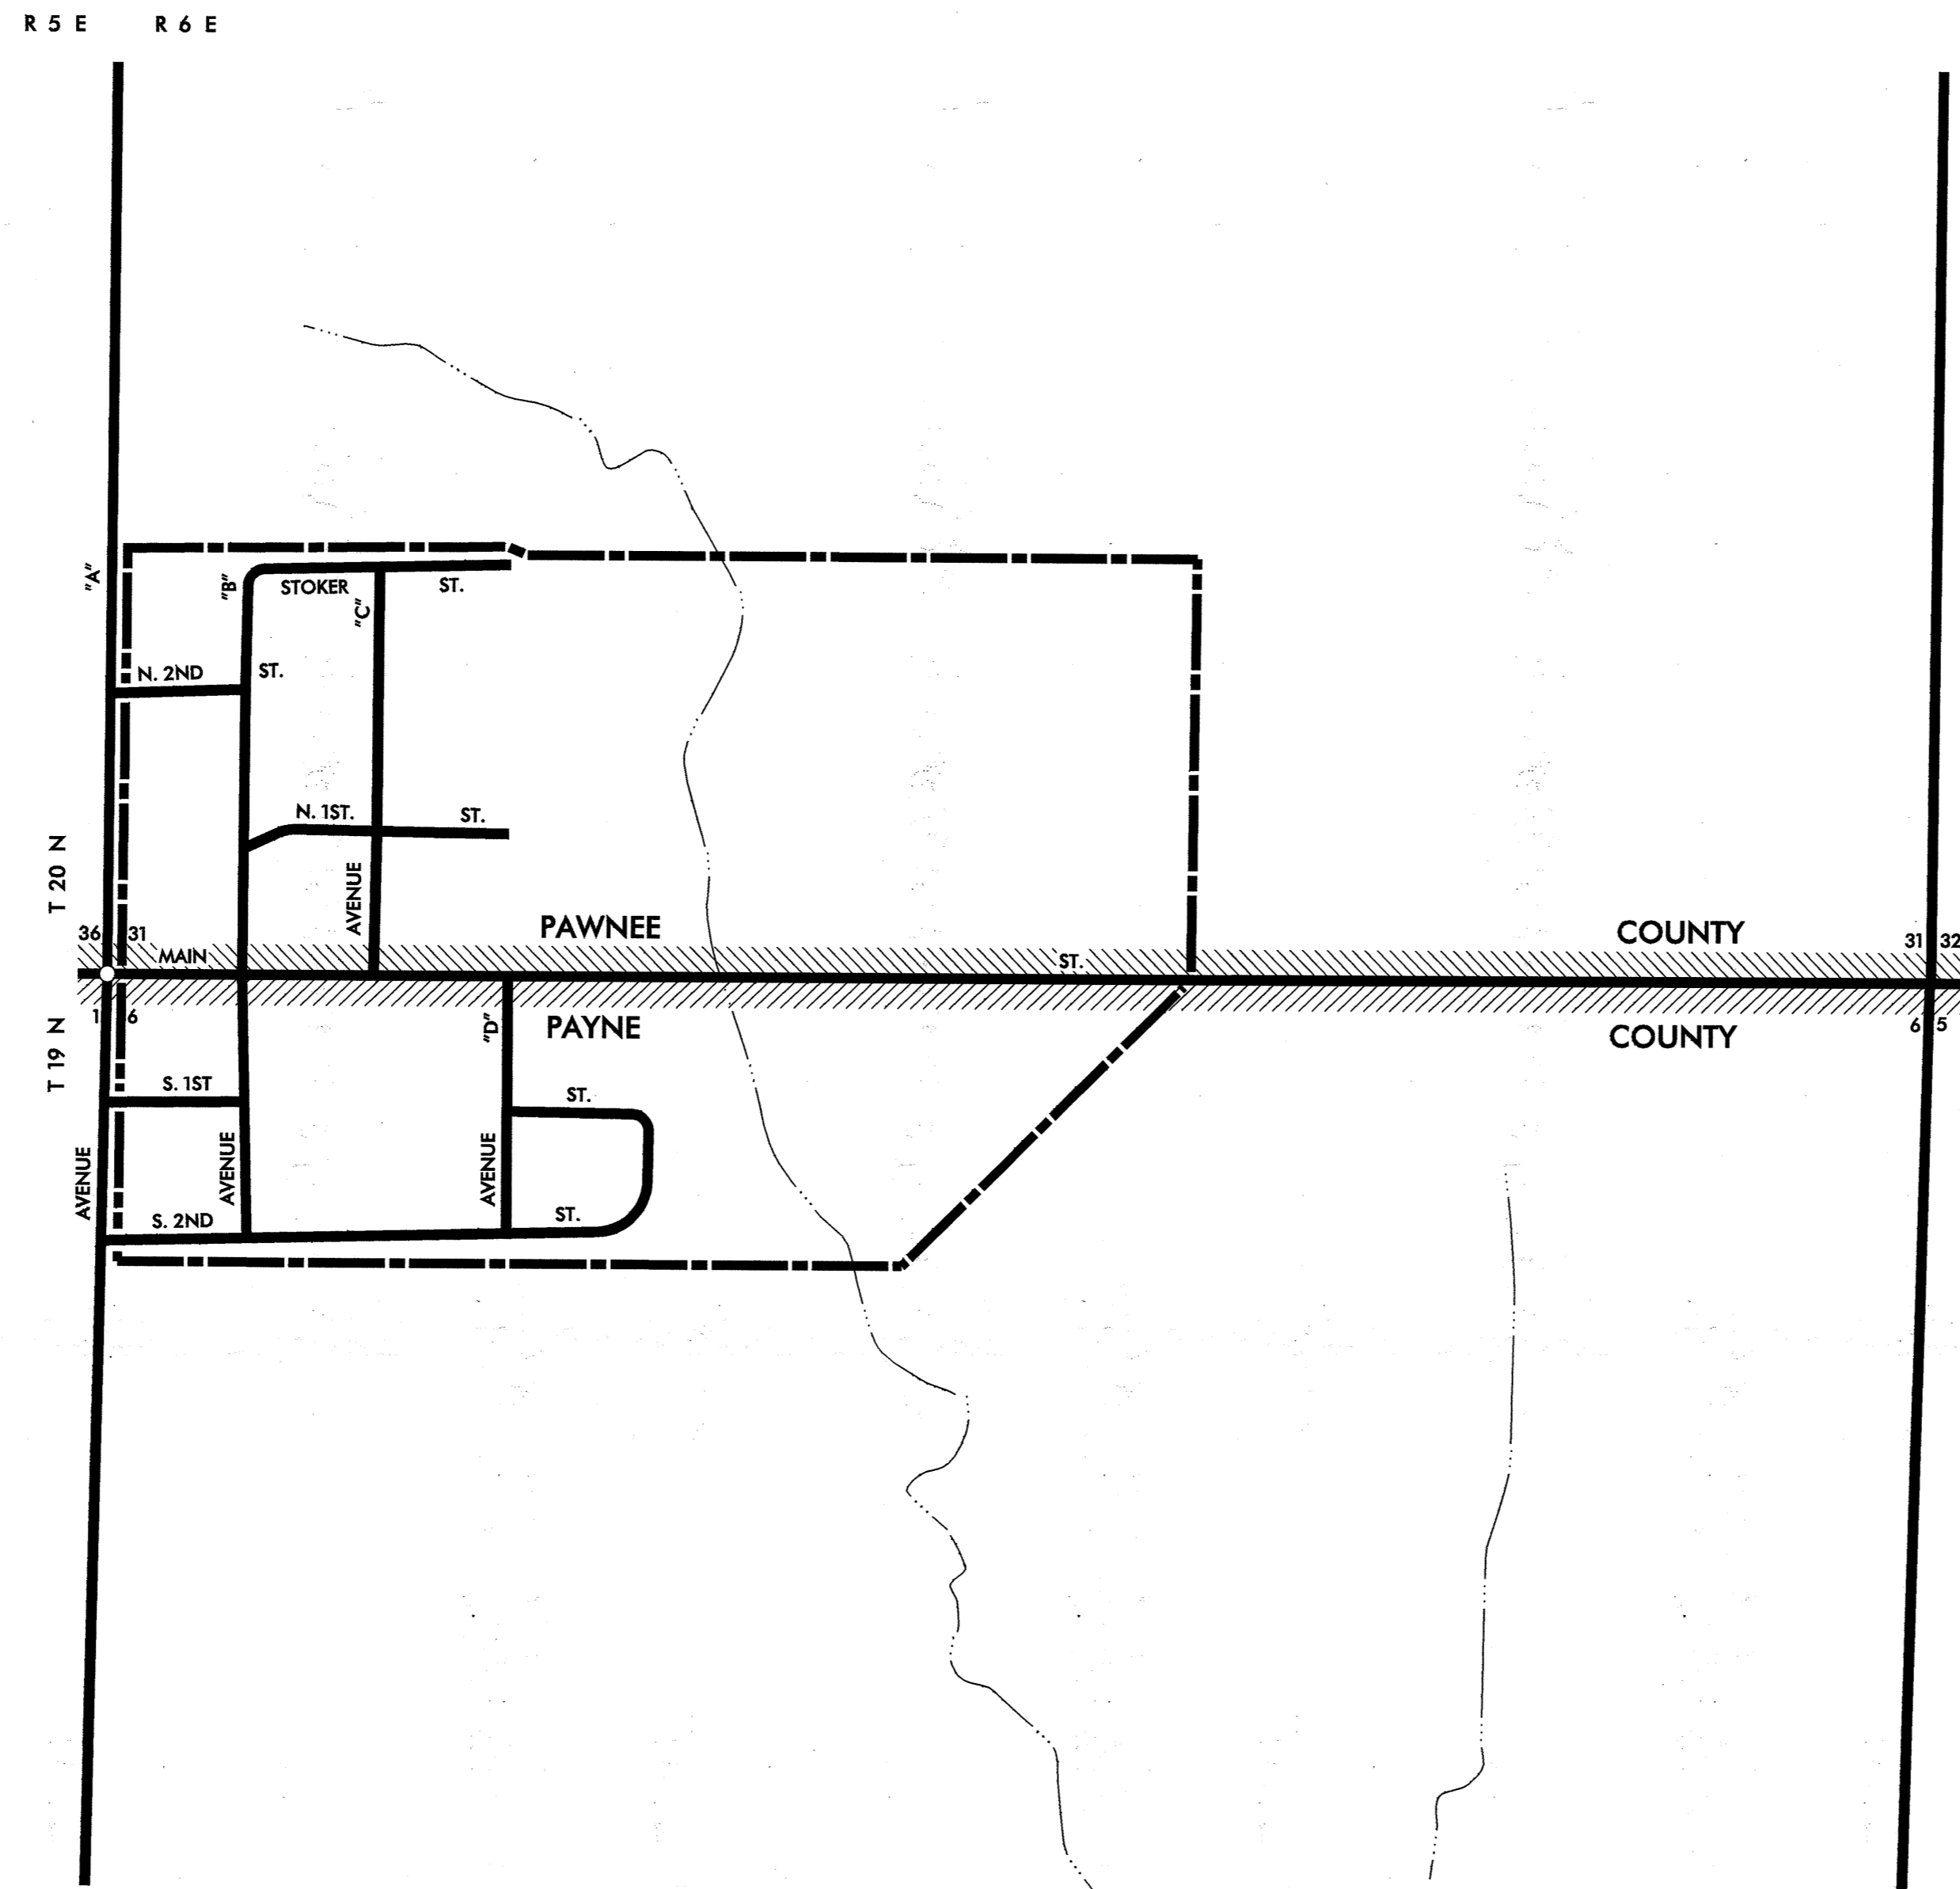 R 5 E R 6 E
"A"
"B"
STOKER ST.
"C"
N. 2ND ST.
N. 1ST. ST.
T 20 N
AVENUE
PAWNEE COUNTY
36 31
31 32
MAIN ST.
1 6
6 5
T 19 N
"D"
PAYNE COUNTY
S. 1ST ST.
AVENUE
AVENUE
AVENUE
S. 2ND ST.